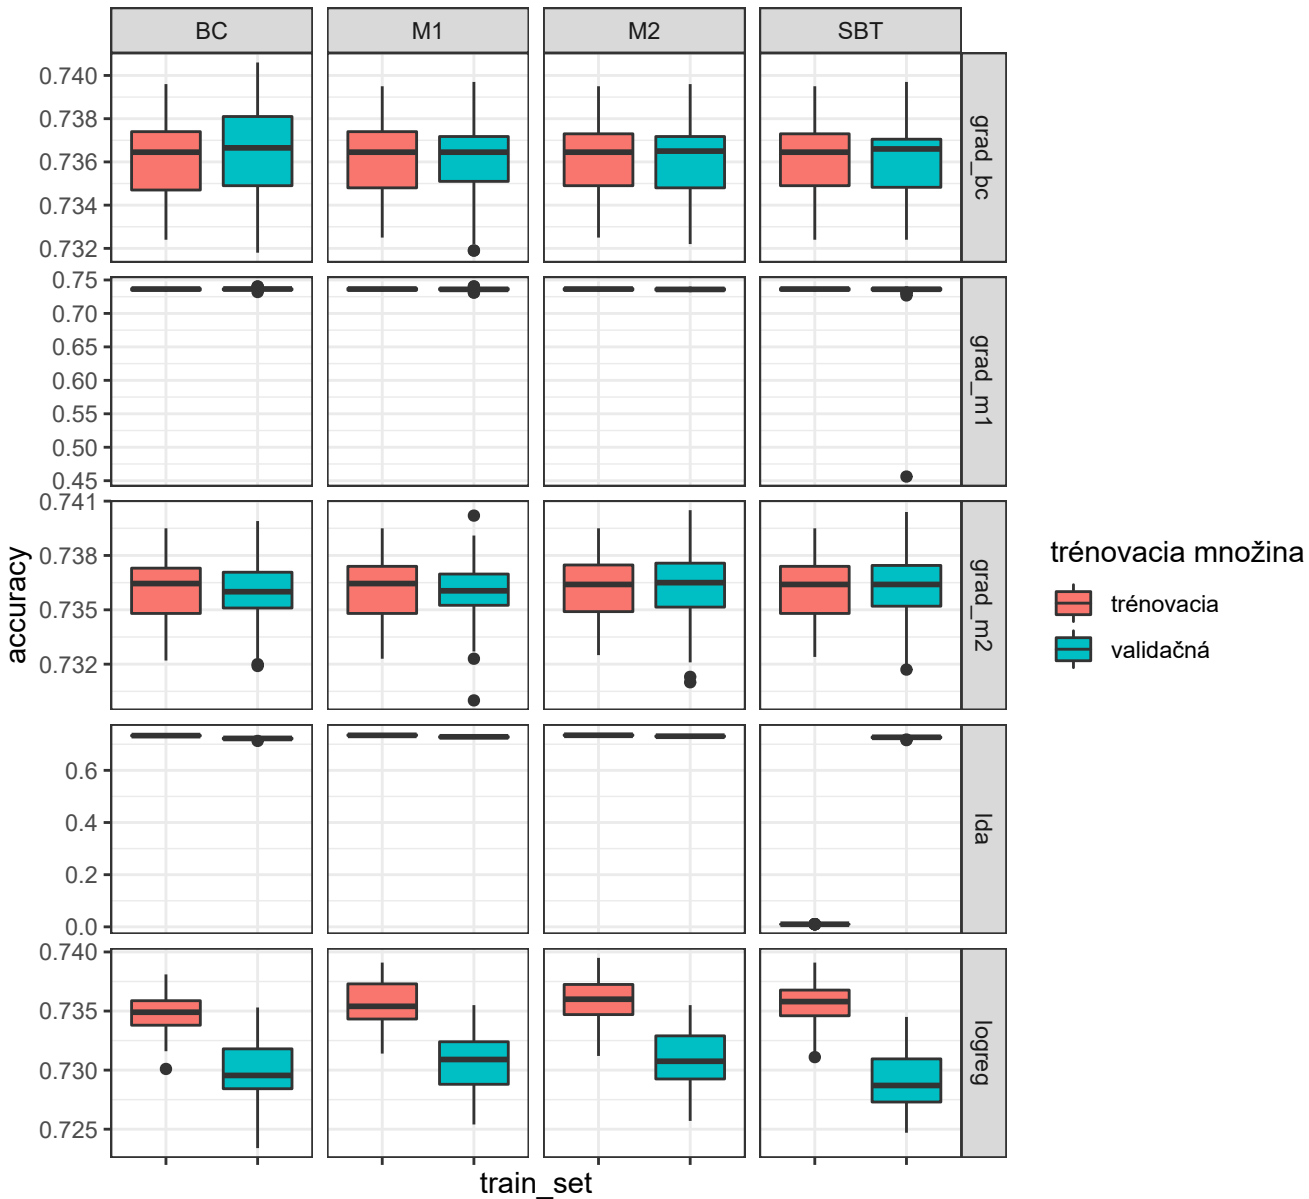 BC M1 M2 SBT
0.740
0.738
0.736
0.734
0.732
grad_bc
0.75
0.70
0.65
0.60
0.55
0.50
0.45
grad_m1
0.741
0.738
0.735
0.732
grad_m2
0.6
0.4
0.2
0.0
lda
0.740
0.735
0.730
0.725
logreg
accuracy
train_set
trénovacia množina
trénovacia
validačná